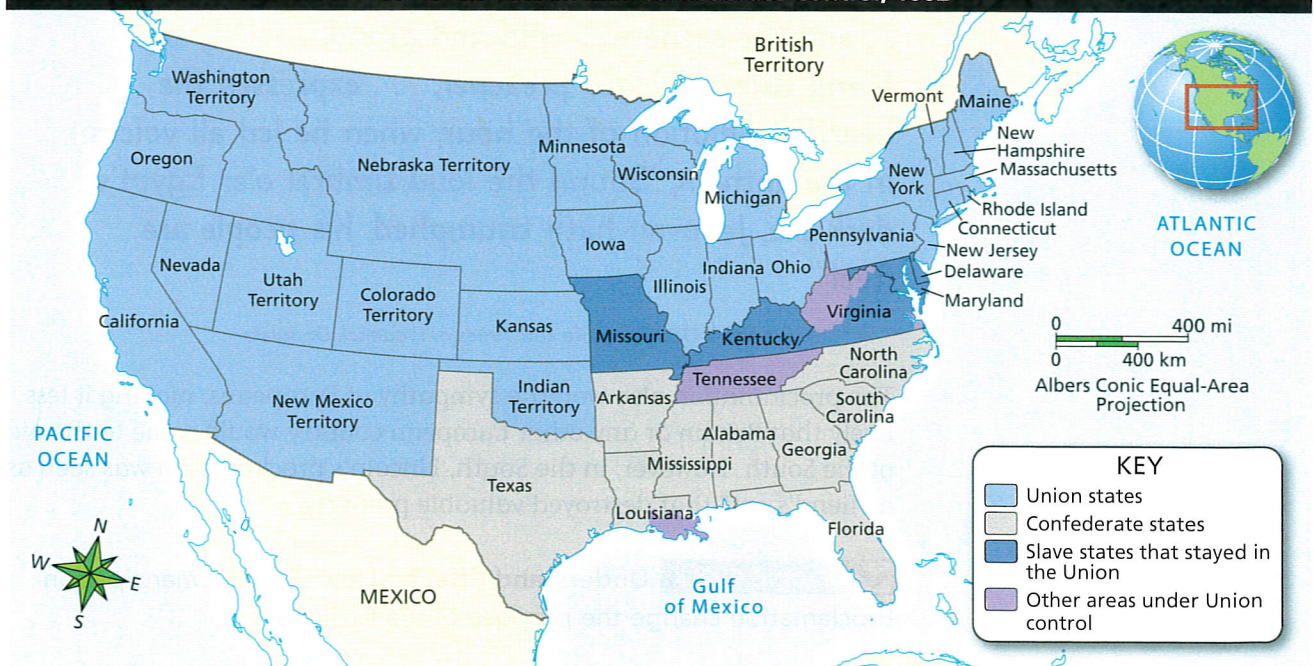 British
Territory
Washington
Territory
Vermont
Maine
New
Hampshire
Massachusetts
Oregon
Nebraska Territory
Minnesota
Wisconsin
Michigan
New
York
Rhode Island
Connecticut
ATLANTIC
OCEAN
Iowa
Pennsylvania
New Jersey
Nevada
Utah
Territory
Indiana
Ohio
Delaware
Illinois
Maryland
California
Colorado
Territory
Kansas
Missouri
Kentucky
Virginia
0
400 mi
0
400 km
Albers Conic Equal-Area
Projection
North
Carolina
Tennessee
Indian
Territory
Arkansas
South
Carolina
New Mexico
Territory
PACIFIC
OCEAN
Alabama
Georgia
Mississippi
Texas
Louisiana
Florida
KEY
Union states
Confederate states
Slave states that stayed in
the Union
Other areas under Union
control
N
W
E
S
MEXICO
Gulf
of Mexico